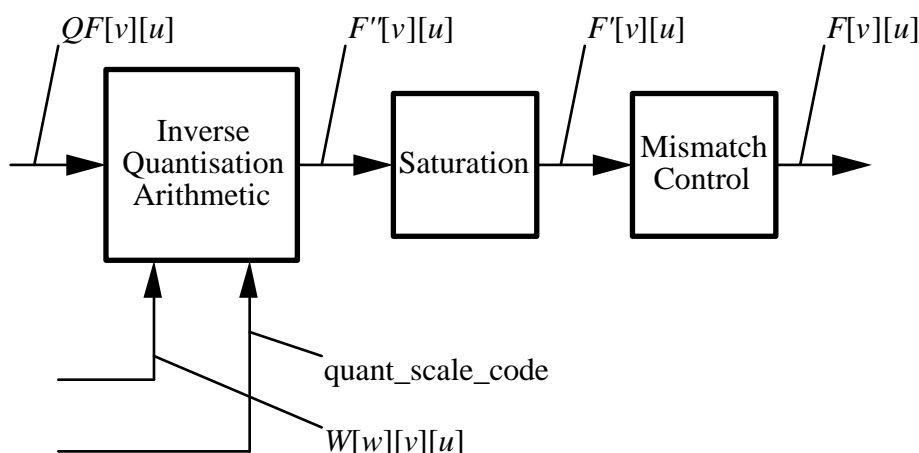 QF[v][u]
F''[v][u]
F'[v][u]
F[v][u]
Inverse
Quantisation
Arithmetic
Saturation
Mismatch
Control
quant_scale_code
W[w][v][u]